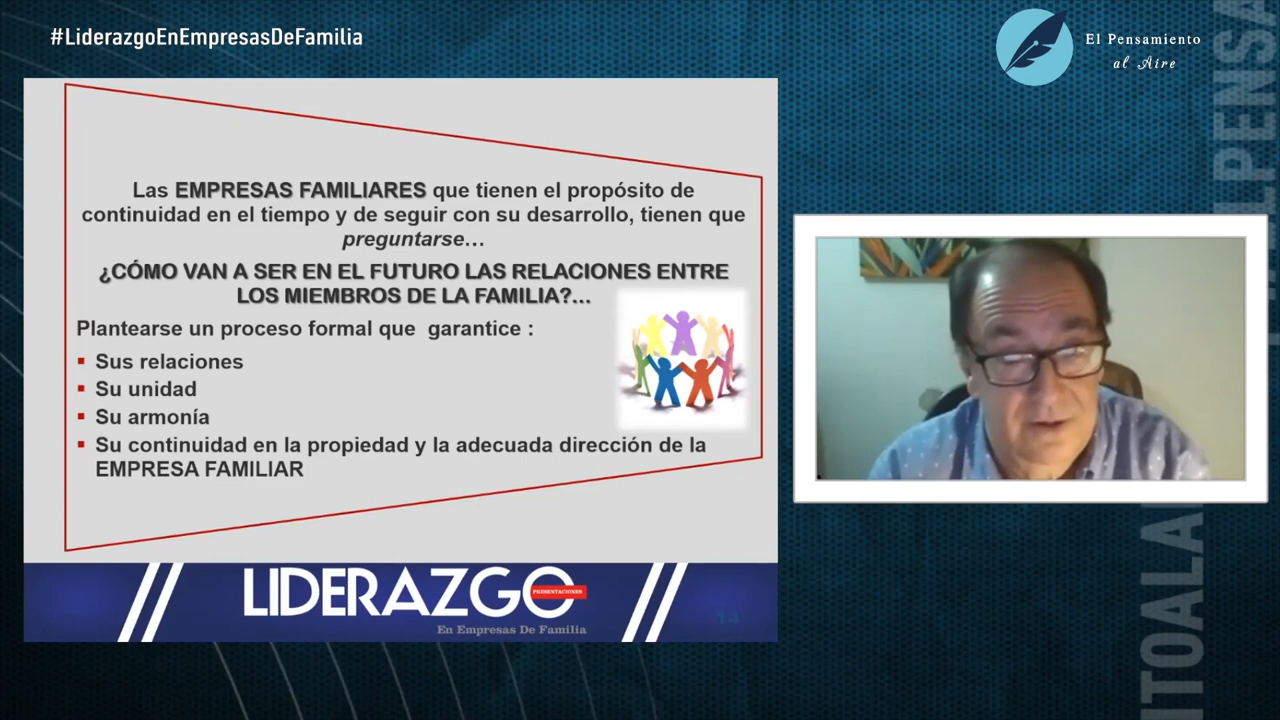 #LiderazgoEnEmpresasDeFamilia
El Pensamiento
al Aire
Las EMPRESAS FAMILIARES que tienen el propósito de
continuidad en el tiempo y de seguir con su desarrollo, tienen que
preguntarse…
¿CÓMO VAN A SER EN EL FUTURO LAS RELACIONES ENTRE
LOS MIEMBROS DE LA FAMILIA?...
Plantearse un proceso formal que garantice :
Sus relaciones
Su unidad
Su armonía
Su continuidad en la propiedad y la adecuada dirección de la
EMPRESA FAMILIAR
LIDERAZGO
PRESENTACIONES
En Empresas De Familia
14